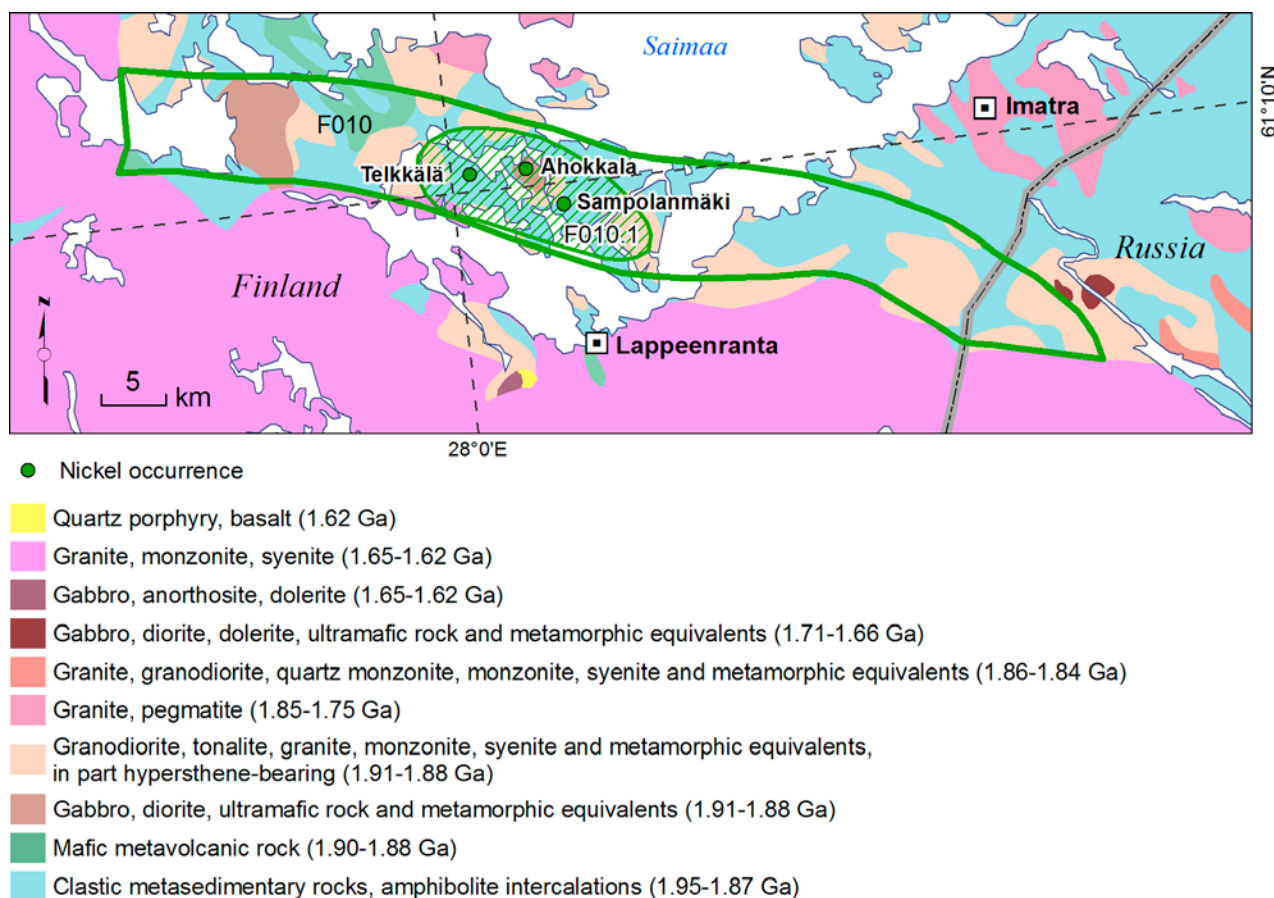 Saimaa
61°10'N
Imatra
F010
Telkkälä
Ahokkala
Sampolanmäki
F010.1
Russia
Finland
N
Lappeenranta
5
km
28°0'E
Nickel occurrence
Quartz porphyry, basalt (1.62 Ga)
Granite, monzonite, syenite (1.65-1.62 Ga)
Gabbro, anorthosite, dolerite (1.65-1.62 Ga)
Gabbro, diorite, dolerite, ultramafic rock and metamorphic equivalents (1.71-1.66 Ga)
Granite, granodiorite, quartz monzonite, monzonite, syenite and metamorphic equivalents (1.86-1.84 Ga)
Granite, pegmatite (1.85-1.75 Ga)
Granodiorite, tonalite, granite, monzonite, syenite and metamorphic equivalents,
in part hypersthene-bearing (1.91-1.88 Ga)
Gabbro, diorite, ultramafic rock and metamorphic equivalents (1.91-1.88 Ga)
Mafic metavolcanic rock (1.90-1.88 Ga)
Clastic metasedimentary rocks, amphibolite intercalations (1.95-1.87 Ga)